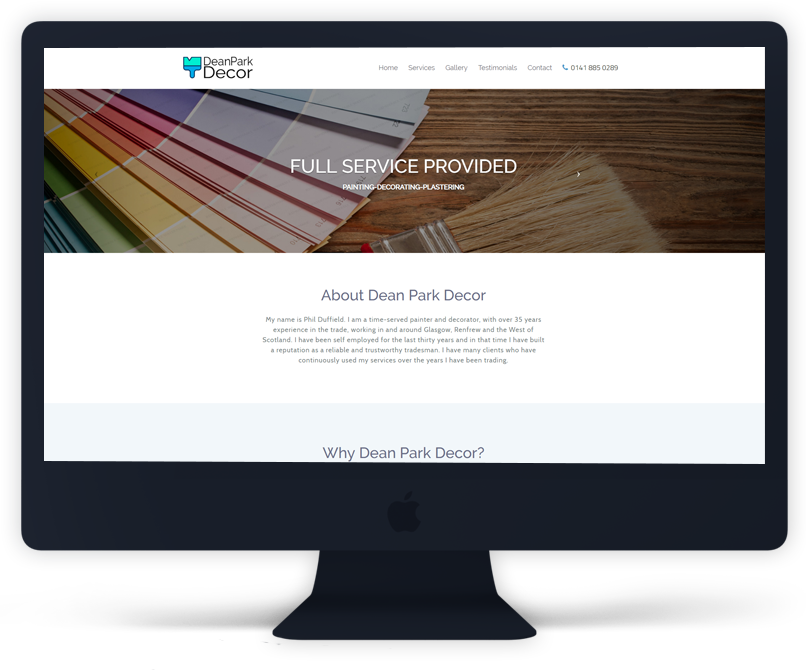 DeanPark
Decor
Home Services Gallery Testimonials Contact 0141 885 0289
FULL SERVICE PROVIDED
PAINTING-DECORATING-PLASTERING
About Dean Park Decor
My name is Phil Duffield. I am a time-served painter and decorator, with over 35 years
experience in the trade, working in and around Glasgow, Renfrew and the West of
Scotland. I have been self employed for the last thirty years and in that time I have built
a reputation as a reliable and trustworthy tradesman. I have many clients who have
continuously used my services over the years I have been trading.
Why Dean Park Decor?